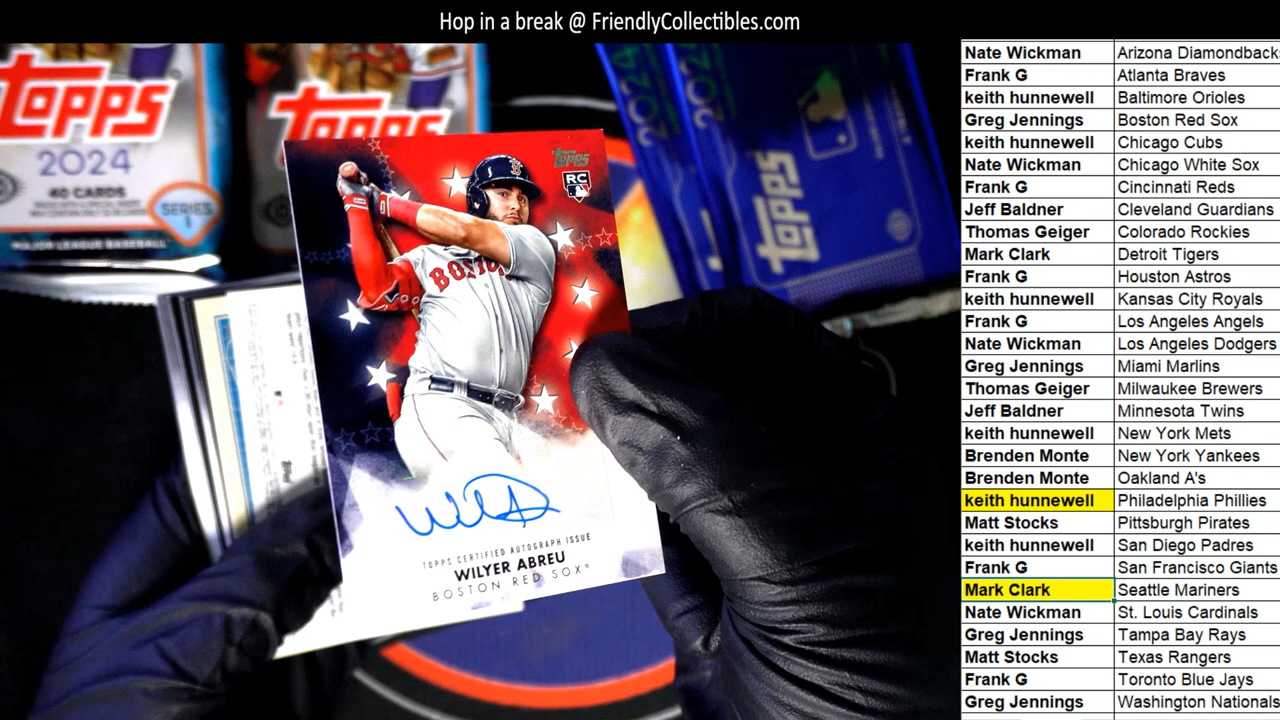 Hop in a break @ FriendlyCollectibles.com
Nate Wickman Arizona Diamondbacks
Frank G Atlanta Braves
keith hunnewell Baltimore Orioles
Greg Jennings Boston Red Sox
keith hunnewell Chicago Cubs
Nate Wickman Chicago White Sox
Frank G Cincinnati Reds
Jeff Baldner Cleveland Guardians
Thomas Geiger Colorado Rockies
Mark Clark Detroit Tigers
Frank G Houston Astros
keith hunnewell Kansas City Royals
Frank G Los Angeles Angels
Nate Wickman Los Angeles Dodgers
Greg Jennings Miami Marlins
Thomas Geiger Milwaukee Brewers
Jeff Baldner Minnesota Twins
keith hunnewell New York Mets
Brenden Monte New York Yankees
Brenden Monte Oakland A's
keith hunnewell Philadelphia Phillies
Matt Stocks Pittsburgh Pirates
keith hunnewell San Diego Padres
Frank G San Francisco Giants
Mark Clark Seattle Mariners
Nate Wickman St. Louis Cardinals
Greg Jennings Tampa Bay Rays
Matt Stocks Texas Rangers
Frank G Toronto Blue Jays
Greg Jennings Washington Nationals
topps
2024
40 CARDS
SERIES
1
MAJOR LEAGUE BASEBALL
topps
2024
2024
topps
topps
RC
B
BOSTON
TOPPS CERTIFIED AUTOGRAPH ISSUE
WILYER ABREU
BOSTON RED SOX®
Topps